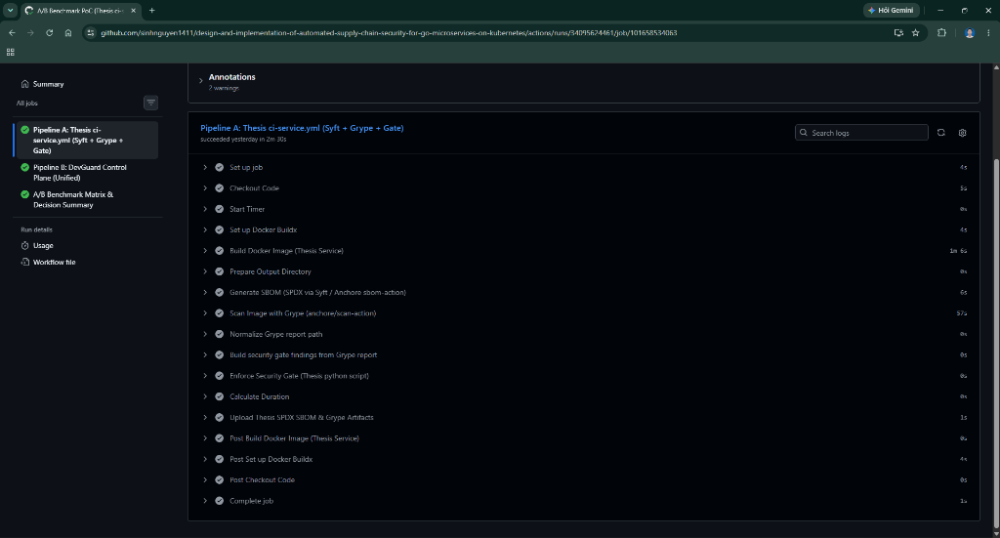 A/B Benchmark PoC (Thesis ci-s
Hỏi Gemini
github.com/sinhnguyen1411/design-and-implementation-of-automated-supply-chain-security-for-go-microservices-on-kubernetes/actions/runs/34095624461/job/101658534063
Summary
All jobs
Pipeline A: Thesis ci-
service.yml (Syft + Grype +
Gate)
Pipeline B: DevGuard Control
Plane (Unified)
A/B Benchmark Matrix &
Decision Summary
Run details
Usage
Workflow file
Annotations
2 warnings
Pipeline A: Thesis ci-service.yml (Syft + Grype + Gate)
succeeded yesterday in 2m 30s
Search logs
Set up job 4s
Checkout Code 5s
Start Timer 0s
Set up Docker Buildx 4s
Build Docker Image (Thesis Service) 1m 6s
Prepare Output Directory 0s
Generate SBOM (SPDX via Syft / Anchore sbom-action) 6s
Scan Image with Grype (anchore/scan-action) 57s
Normalize Grype report path 0s
Build security gate findings from Grype report 0s
Enforce Security Gate (Thesis python script) 0s
Calculate Duration 0s
Upload Thesis SPDX SBOM & Grype Artifacts 1s
Post Build Docker Image (Thesis Service) 0s
Post Set up Docker Buildx 4s
Post Checkout Code 0s
Complete job 1s